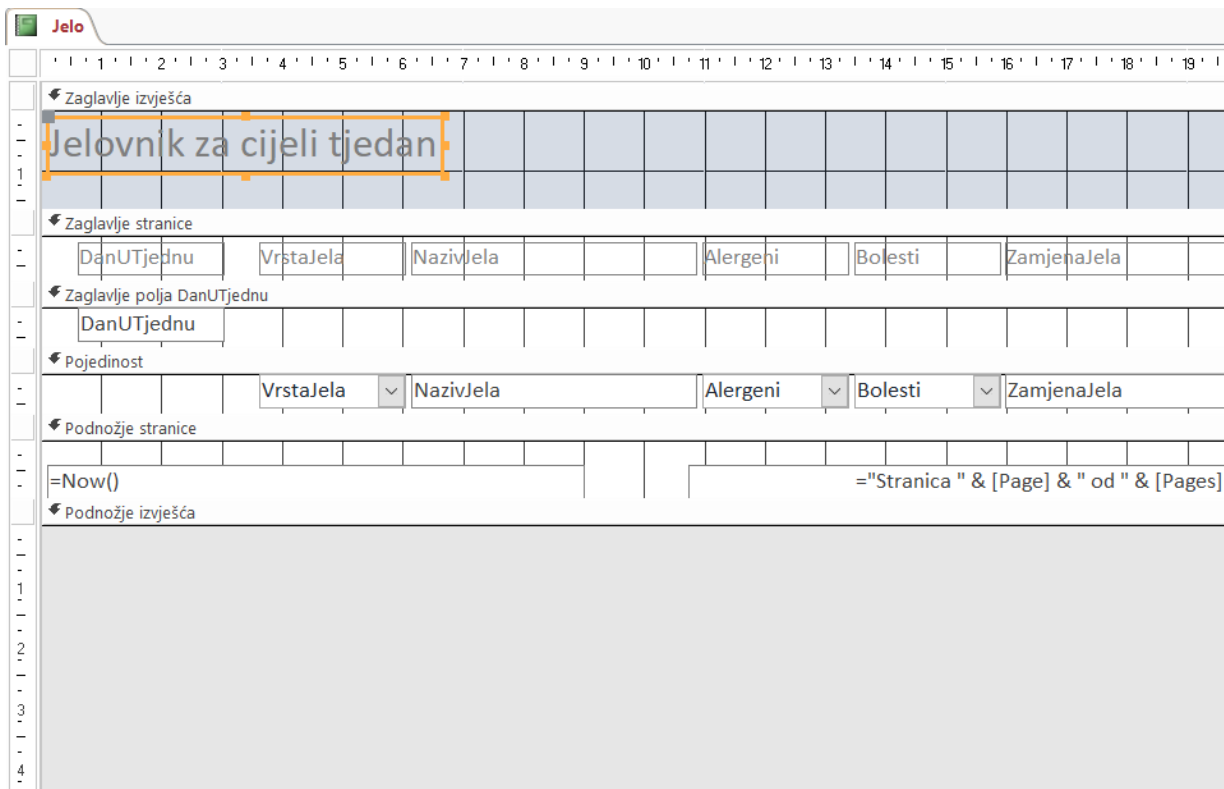 Jelo
1 2 3 4 5 6 7 8 9 10 11 12 13 14 15 16 17 18 19
Zaglavlje izvješća
Jelovnik za cijeli tjedan
1
Zaglavlje stranice
DanUTjednu VrstaJela NazivJela Alergeni Bolesti ZamjenaJela
Zaglavlje polja DanUTjednu
DanUTjednu
Pojedinost
VrstaJela NazivJela Alergeni Bolesti ZamjenaJela
Podnožje stranice
=Now() ="Stranica " & [Page] & " od " & [Pages]
Podnožje izvješća
1
2
3
4